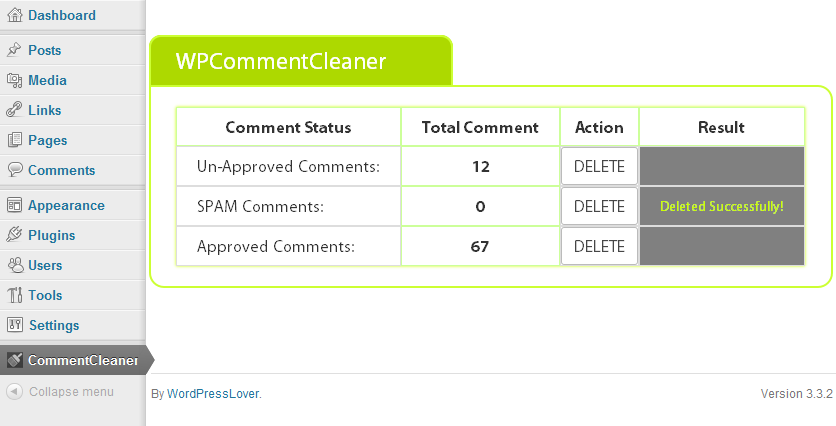 Dashboard
Posts
Media
Links
Pages
Comments
Appearance
Plugins
Users
Tools
Settings
CommentCleaner
Collapse menu
WPCommentCleaner
Comment Status Total Comment Action Result
Un-Approved Comments: 12 DELETE
SPAM Comments: 0 DELETE Deleted Successfully!
Approved Comments: 67 DELETE
By WordPressLover. Version 3.3.2